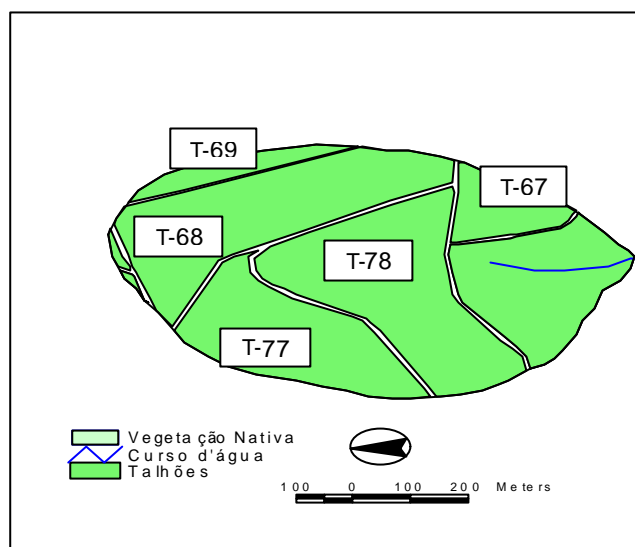 T-69
T-67
T-68
T-78
T-77
Vegetação Nativa
Curso d'água
Talhões
100 0 100 200 Meters